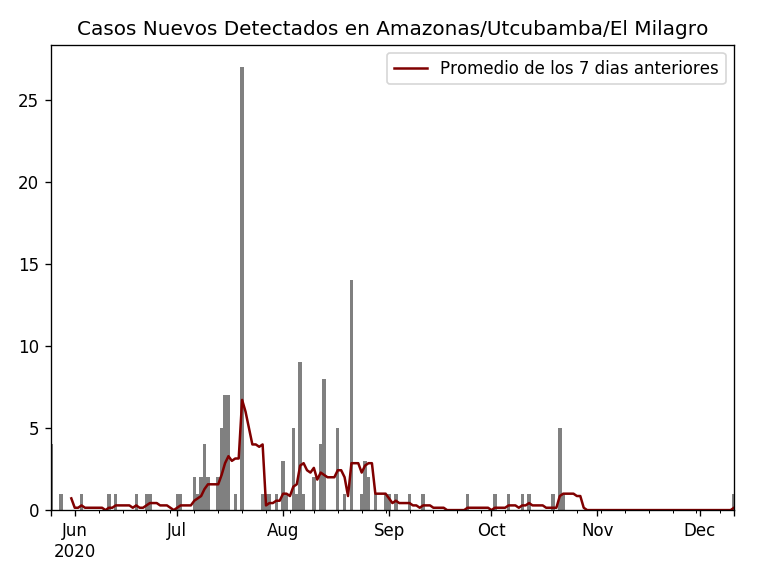 Casos Nuevos Detectados en Amazonas/Utcubamba/El Milagro
Promedio de los 7 dias anteriores
25
20
15
10
5
0
Jun Jul Aug Sep Oct Nov Dec
2020